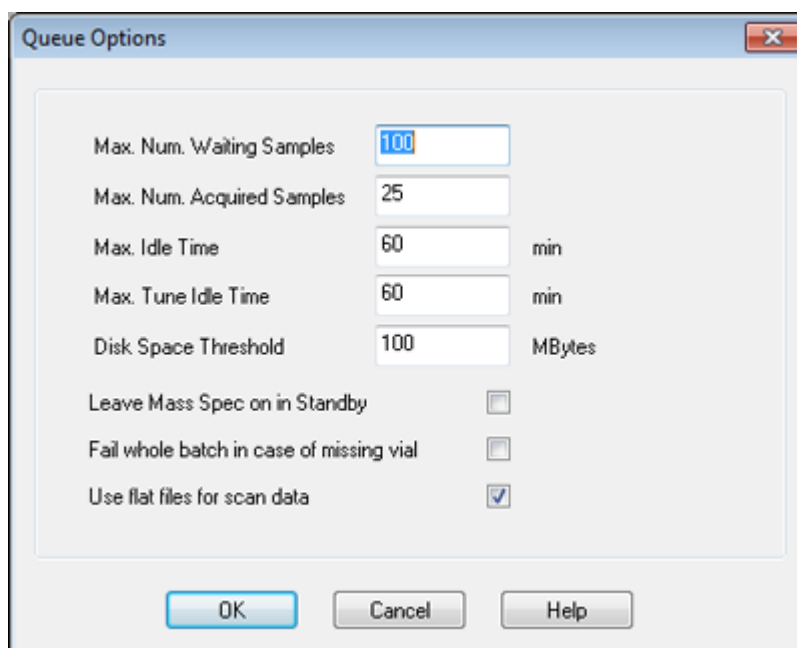 Queue Options
Max. Num. Waiting Samples 100
Max. Num. Acquired Samples 25
Max. Idle Time 60 min
Max. Tune Idle Time 60 min
Disk Space Threshold 100 MBytes
Leave Mass Spec on in Standby
Fail whole batch in case of missing vial
Use flat files for scan data
OK Cancel Help